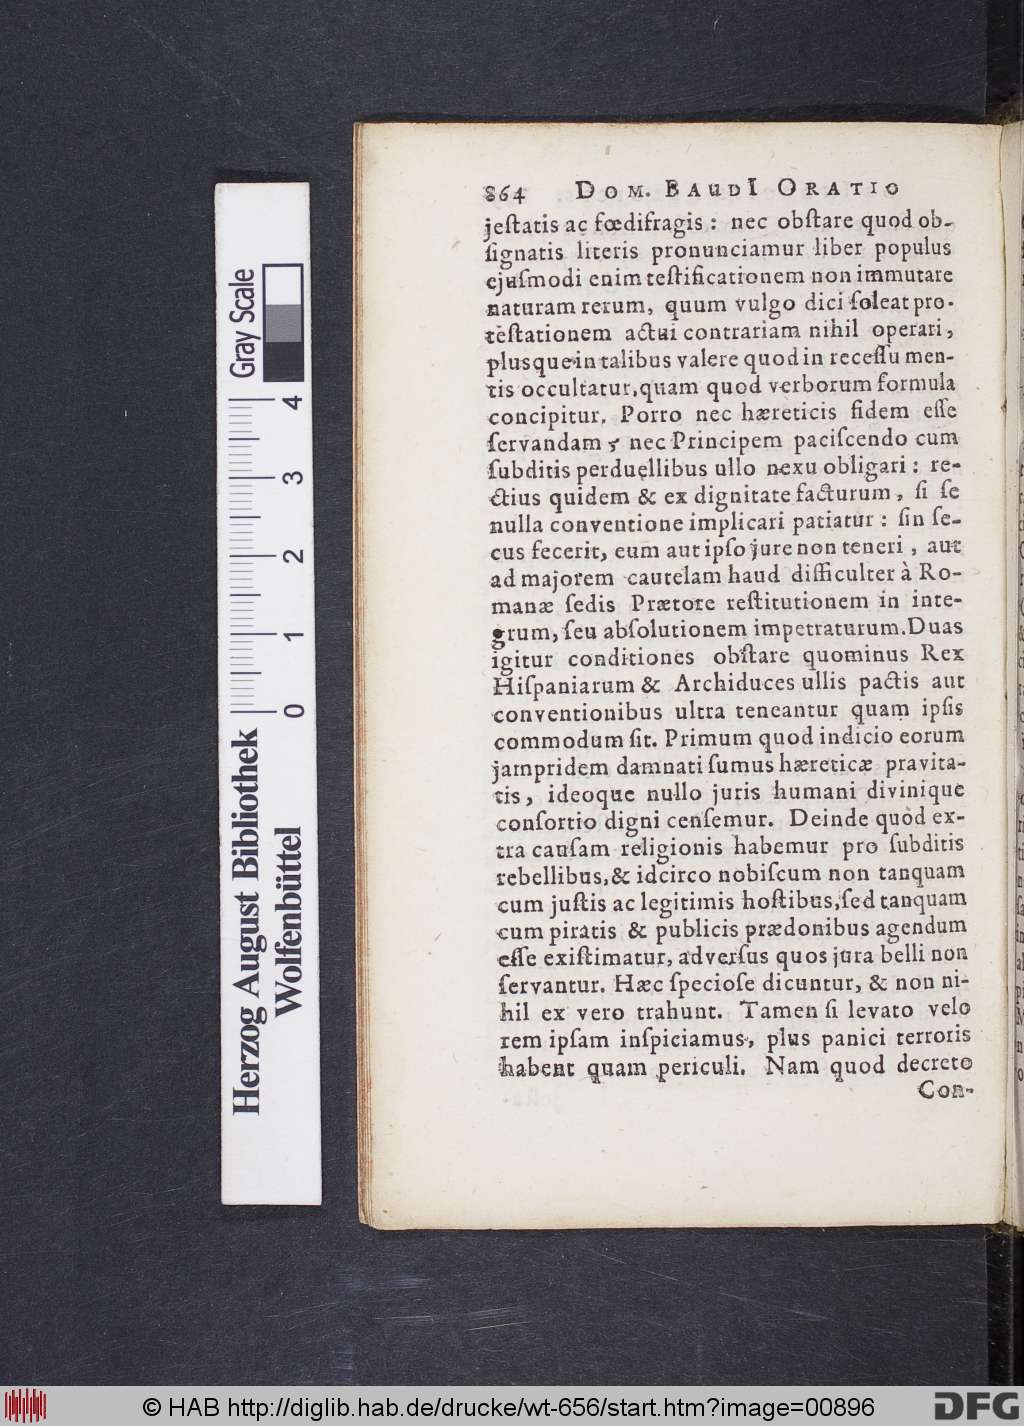 864 DOM. BAUDI ORATIO
jeſtatis ac fœdifragis: nec obſtare quod ob-
ſignatis literis pronunciamur liber populus
ejuſmodi enim teſtificationem non immutare
naturam rerum, quum vulgo dici ſoleat pro-
teſtationem actui contrariam nihil operari,
plusque in talibus valere quod in receſſu men-
tis occultatur, quam quod verborum formula
concipitur. Porro nec hæreticis fidem eſſe
ſervandam, nec Principem paciſcendo cum
ſubditis perduellibus ullo nexu obligari: re-
ctius quidem & ex dignitate facturum, ſi ſe
nulla conventione implicari patiatur: ſin ſe-
cus fecerit, eum aut ipſo jure non teneri, aut
ad majorem cautelam haud difficulter à Ro-
manæ ſedis Prætore reſtitutionem in inte-
grum, ſeu abſolutionem impetraturum. Duas
igitur conditiones obſtare quominus Rex
Hiſpaniarum & Archiduces ullis pactis aut
conventionibus ultra teneantur quam ipſis
commodum ſit. Primum quod indicio eorum
jampridem damnati ſumus hæreticæ pravita-
tis, ideoque nullo juris humani divinique
conſortio digni cenſemur. Deinde quòd ex-
tra cauſam religionis habemur pro ſubditis
rebellibus, & idcirco nobiſcum non tanquam
cum juſtis ac legitimis hoſtibus, ſed tanquam
cum piratis & publicis prædonibus agendum
eſſe exiſtimatur, adverſus quos jura belli non
ſervantur. Hæc ſpecioſe dicuntur, & non ni-
hil ex vero trahunt. Tamen ſi levato velo
rem ipſam inſpiciamus, plus panici terroris
habent quam periculi. Nam quod decreto
Con-
Gray Scale
4
3
2
1
0
Herzog August Bibliothek
Wolfenbüttel
© HAB http://diglib.hab.de/drucke/wt-656/start.htm?image=00896
DFG